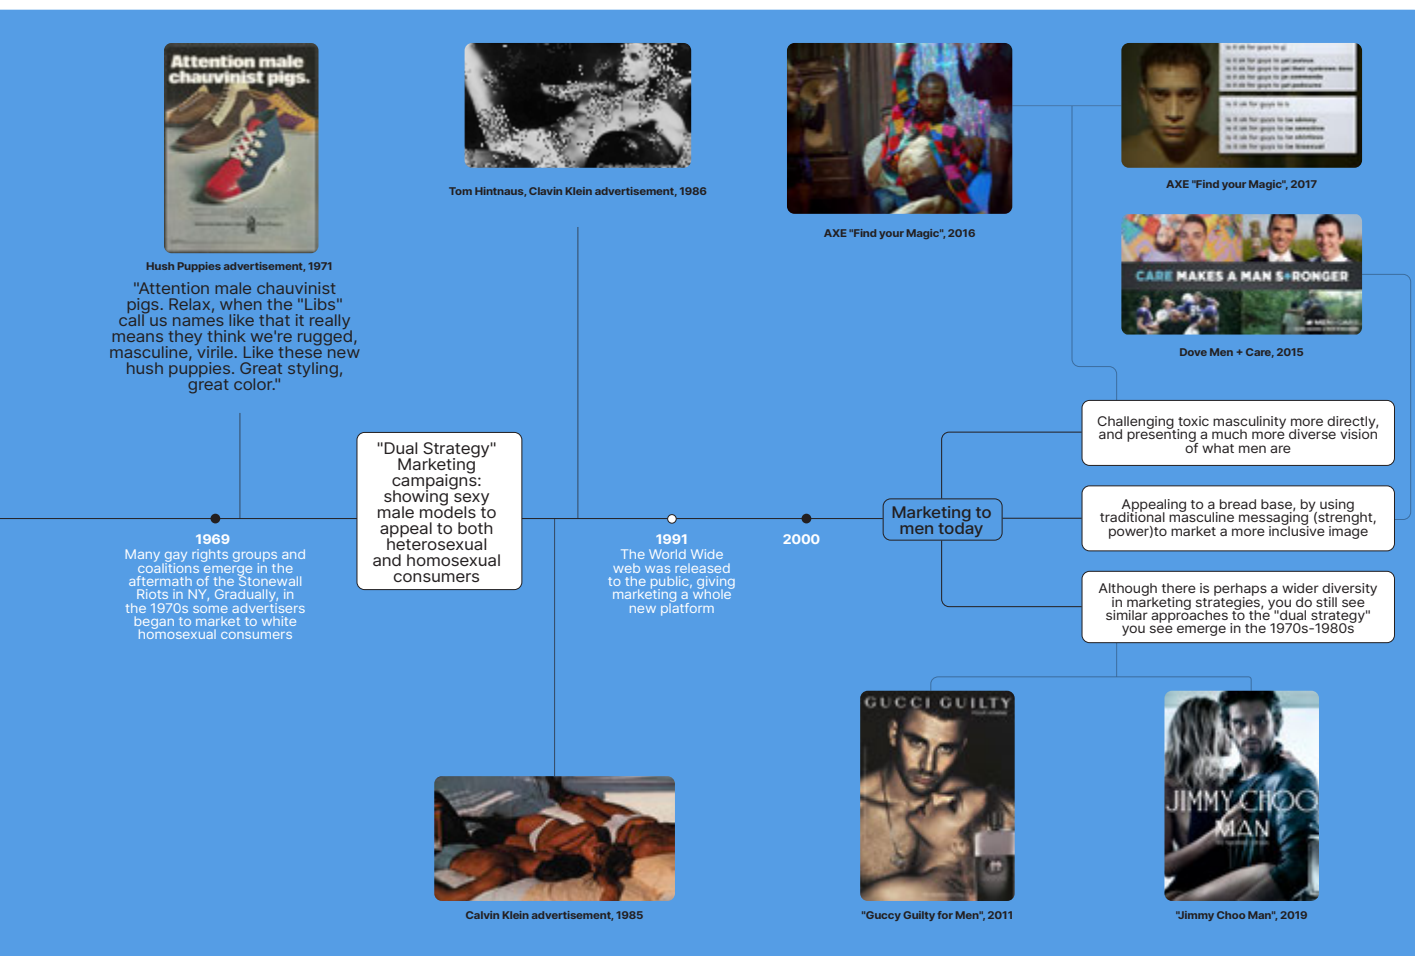 Attention male
chauvinist pigs.
Hush Puppies advertisement, 1971
"Attention male chauvinist
pigs. Relax, when the "Libs"
call us names like that it really
means they think we're rugged,
masculine, virile. Like these new
hush puppies. Great styling,
great color."
Tom Hintnaus, Clavin Klein advertisement, 1986
AXE "Find your Magic", 2016
is it ok for guys to
AXE "Find your Magic", 2017
CARE MAKES A MAN S+RONGER
Dove Men + Care, 2015
"Dual Strategy"
Marketing
campaigns:
showing sexy
male models to
appeal to both
heterosexual
and homosexual
consumers
1969
Many gay rights groups and
coalitions emerge in the
aftermath of the Stonewall
Riots in NY, Gradually, in
the 1970s some advertisers
began to market to white
homosexual consumers
1991
The World Wide
web was released
to the public, giving
marketing a whole
new platform
2000
Marketing to
men today
Challenging toxic masculinity more directly,
and presenting a much more diverse vision
of what men are
Appealing to a bread base, by using
traditional masculine messaging (strenght,
power)to market a more inclusive image
Although there is perhaps a wider diversity
in marketing strategies, you do still see
similar approaches to the "dual strategy"
you see emerge in the 1970s-1980s
Calvin Klein advertisement, 1985
GUCCI GUILTY
"Guccy Guilty for Men", 2011
JIMMY CHOO
MAN
"Jimmy Choo Man", 2019